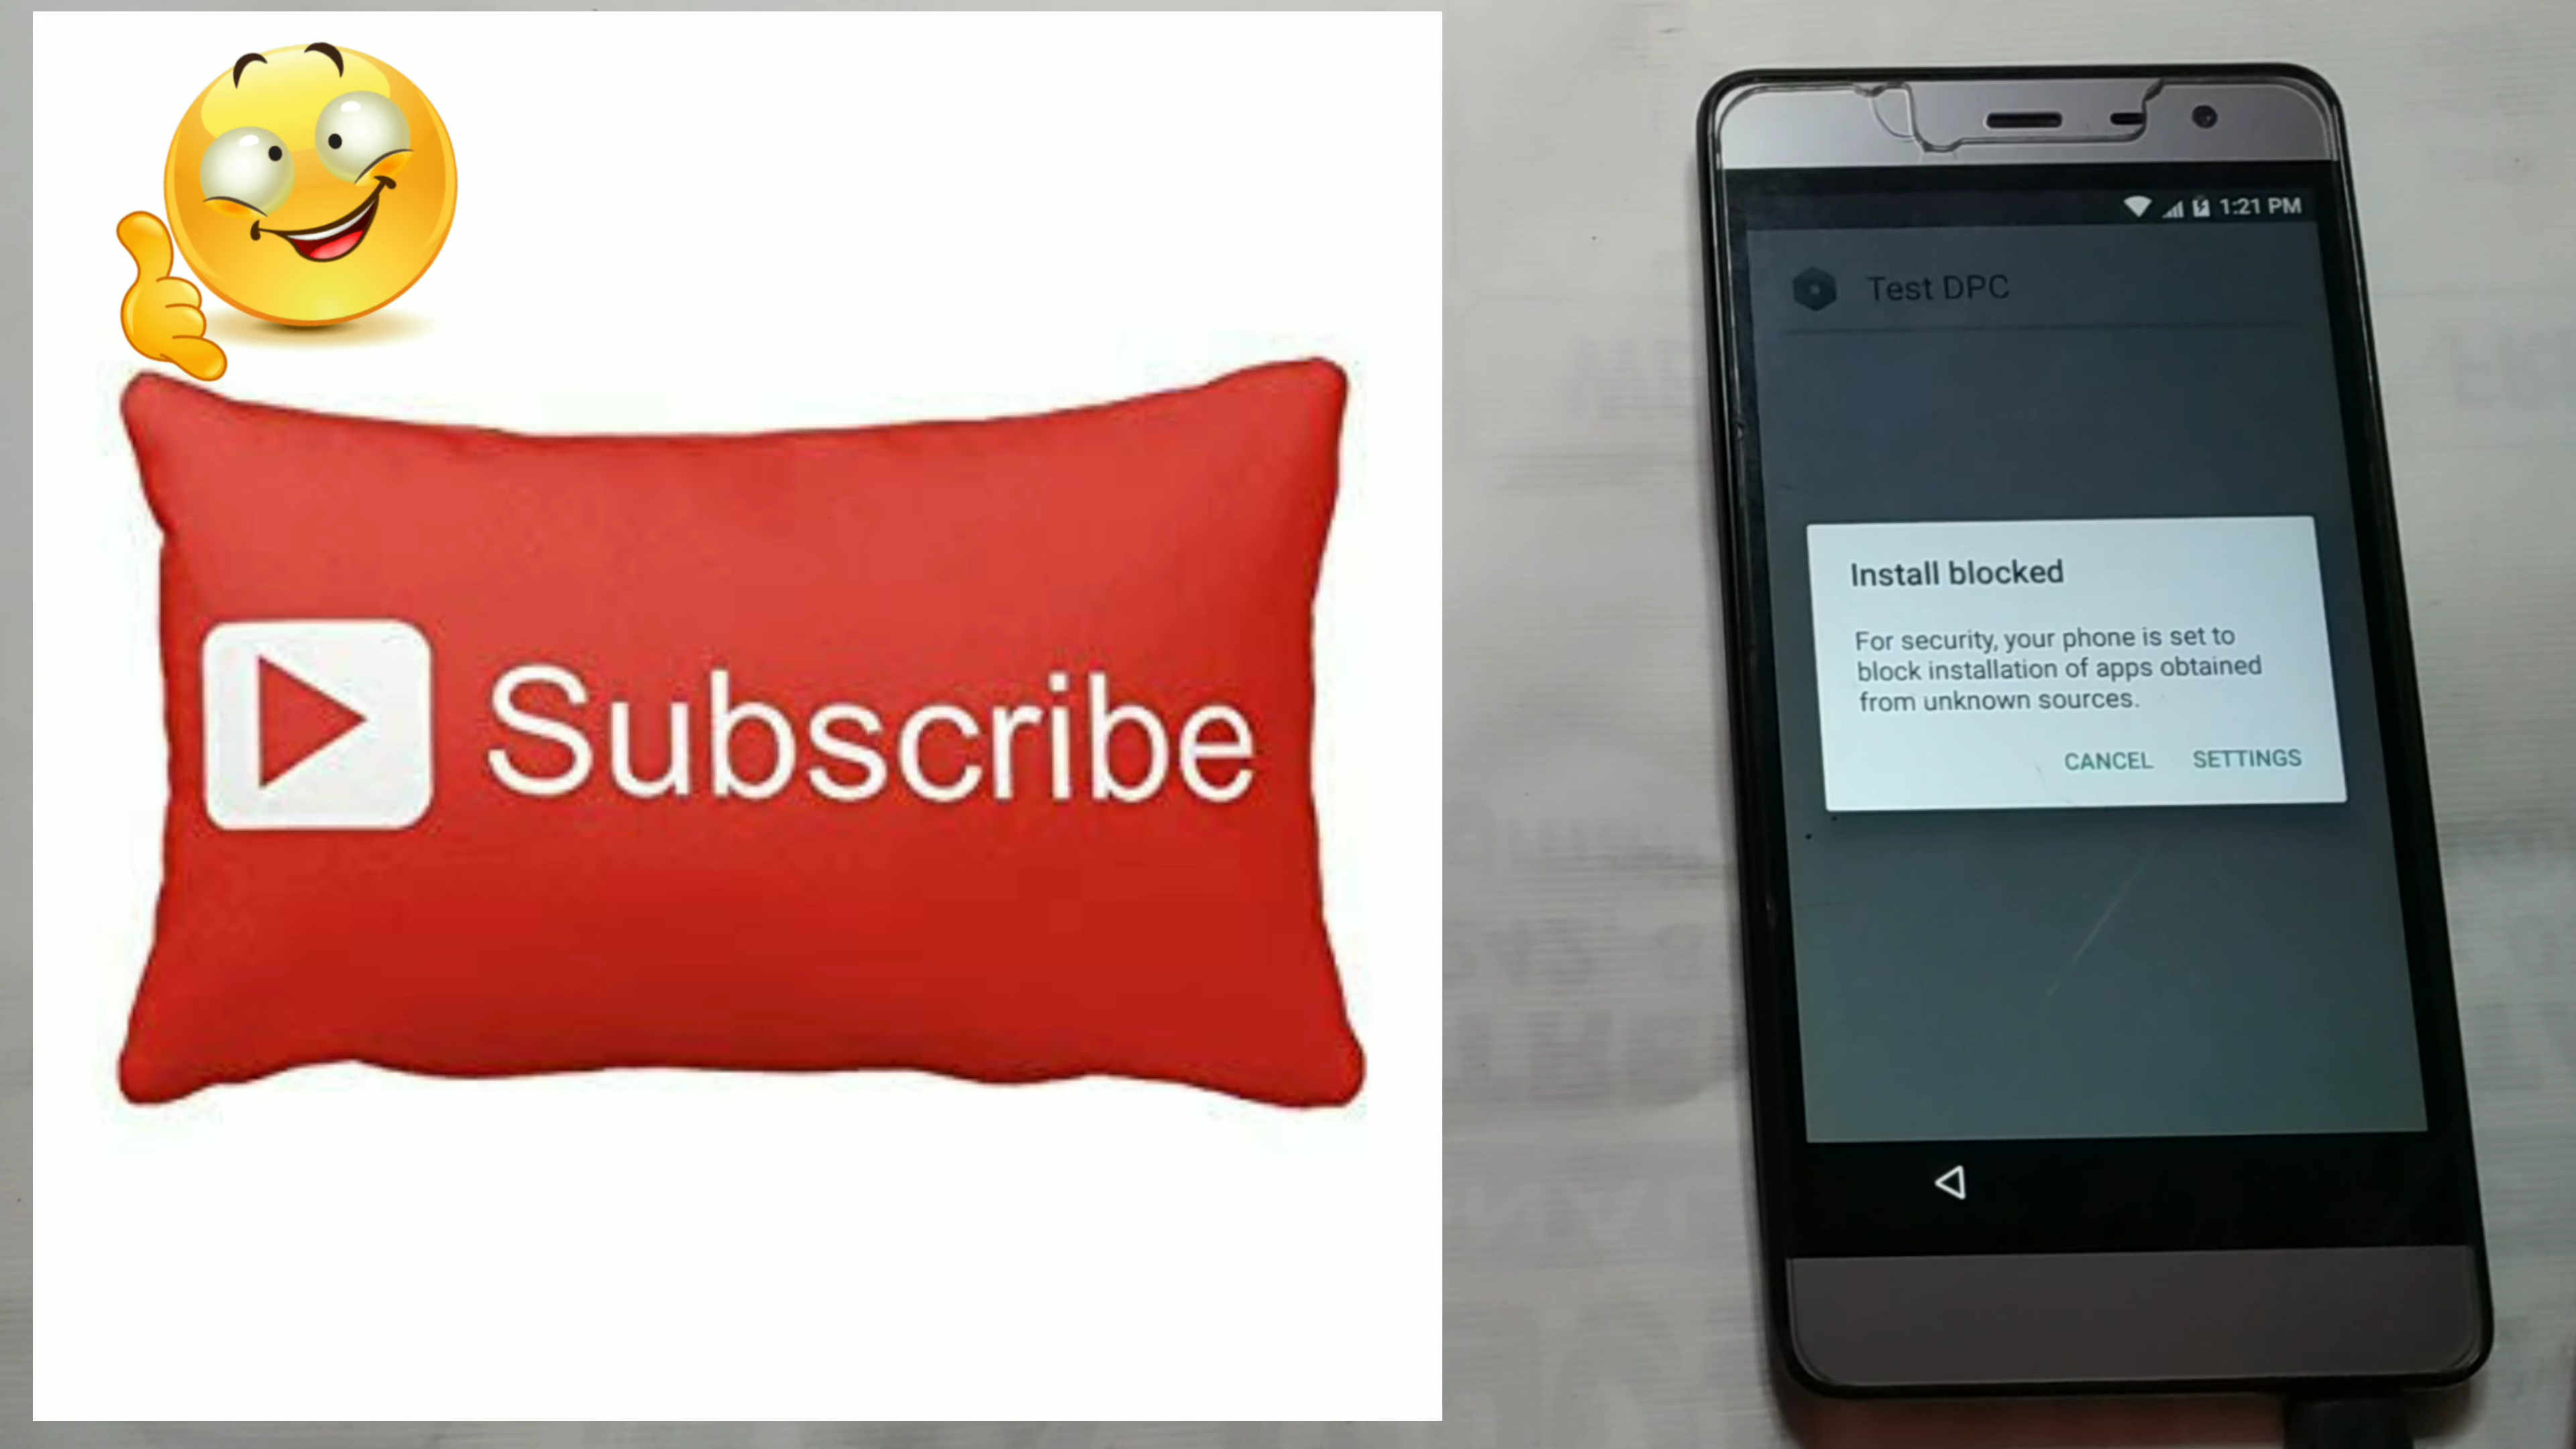 Subscribe
1:21 PM
Test DPC
Install blocked
For security, your phone is set to
block installation of apps obtained
from unknown sources.
CANCEL SETTINGS